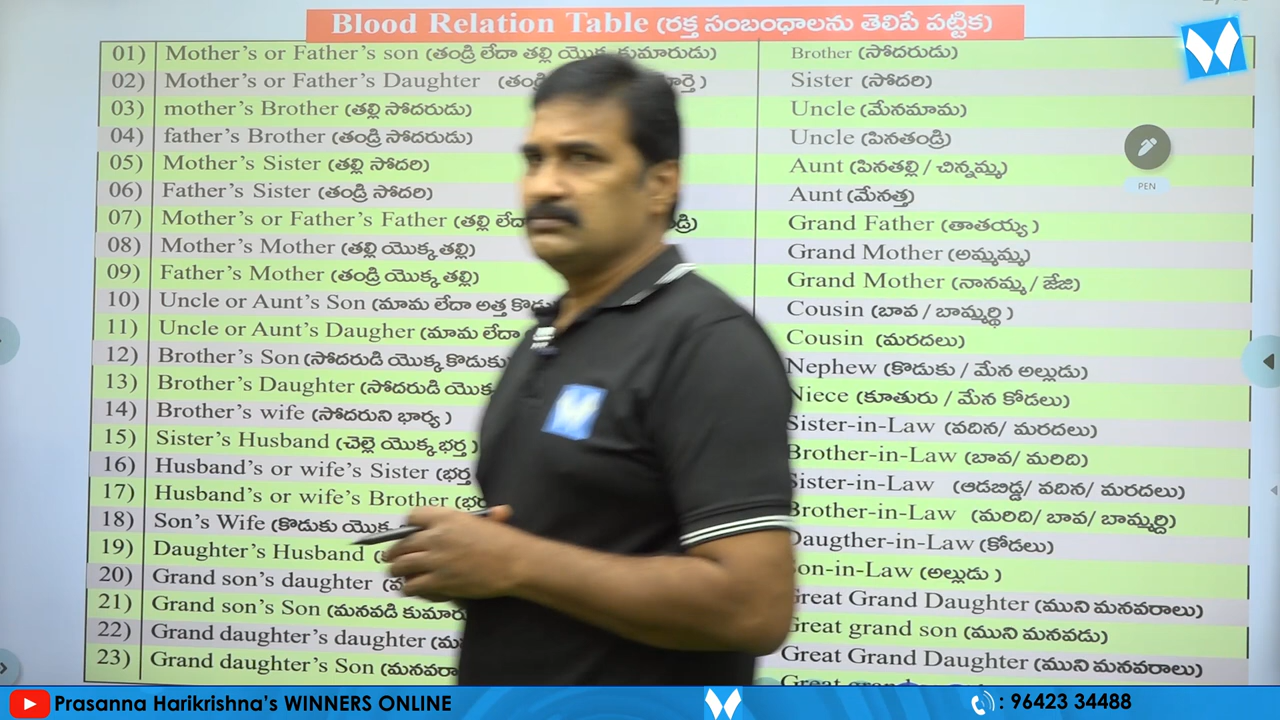 Blood Relation Table (రక్త సంబంధాలను తెలిపే పట్టిక)
01) Mother's or Father's son (తండ్రి లేదా తల్లి యొక్క కుమారుడు) Brother (సోదరుడు)
02) Mother's or Father's Daughter Sister (సోదరి)
03) mother's Brother (తల్లి సోదరుడు) Uncle (మేనమామ)
04) father's Brother (తండ్రి సోదరుడు) Uncle (పినతండ్రి)
05) Mother's Sister (తల్లి సోదరి) Aunt (పినతల్లి / చిన్నమ్మ)
06) Father's Sister (తండ్రి సోదరి) Aunt (మేనత్త)
07) Mother's or Father's Father (తల్లి Grand Father (తాతయ్య)
08) Mother's Mother (తల్లి యొక్క తల్లి) Grand Mother (అమ్మమ్మ)
09) Father's Mother (తండ్రి యొక్క తల్లి) Grand Mother (నానమ్మ / జేజి)
10) Uncle or Aunt's Son (మామ లేదా అత్త Cousin (బావ / బామ్మర్థి)
11) Uncle or Aunt's Daugher (మామ లేదా Cousin (మరదలు)
12) Brother's Son (సోదరుడి యొక్క కొడుకు Nephew (కొడుకు / మేన అల్లుడు)
13) Brother's Daughter (సోదరుడి Niece (కూతురు / మేన కోడలు)
14) Brother's wife (సోదరుని భార్య) Sister-in-Law (వదిన/ మరదలు)
15) Sister's Husband (చెల్లె యొక్క భర్త) Brother-in-Law (బావ/ మరిది)
16) Husband's or wife's Sister (భర్త Sister-in-Law (ఆడబిడ్డ/ వదిన/ మరదలు)
17) Husband's or wife's Brother Brother-in-Law (మరిది/ బావ/ బామ్మర్ది)
18) Son's Wife (కొడుకు Daugther-in-Law (కోడలు)
19) Daughter's Husband Son-in-Law (అల్లుడు)
20) Grand son's daughter Great Grand Daughter (ముని మనవరాలు)
21) Grand son's Son (మనవడి Great grand son (ముని మనవడు)
22) Grand daughter's daughter Great Grand Daughter (ముని మనవరాలు)
23) Grand daughter's Son
PEN
Prasanna Harikrishna's WINNERS ONLINE : 96423 34488